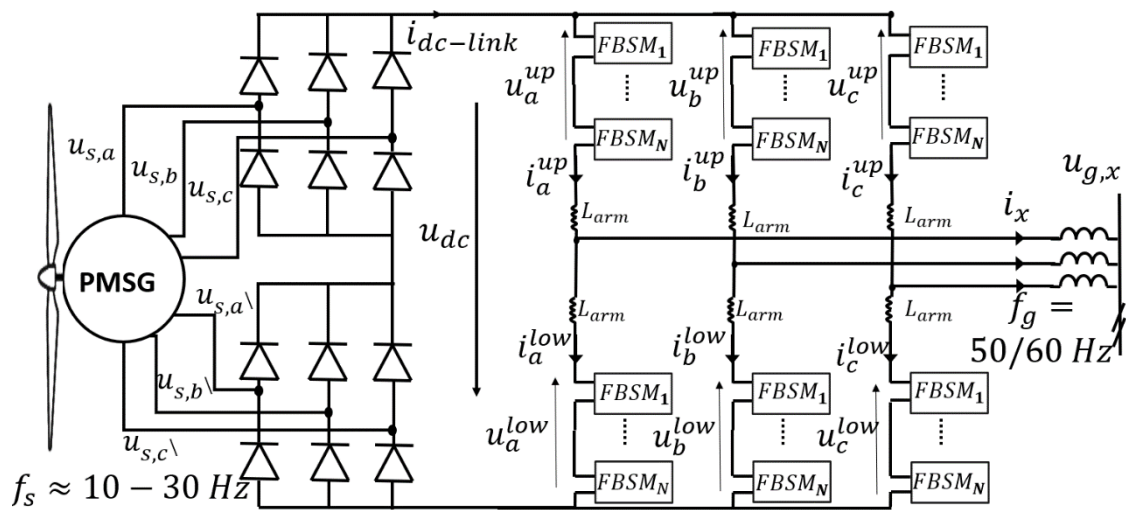 i_{dc-link}
FBSM_1
FBSM_1
FBSM_1
u_a^{up}
u_b^{up}
u_c^{up}
u_{s,a}
u_{s,b}
u_{s,c}
FBSM_N
FBSM_N
FBSM_N
i_a^{up}
i_b^{up}
i_c^{up}
u_{g,x}
L_{arm}
L_{arm}
L_{arm}
i_x
u_{dc}
PMSG
u_{s,a\}
u_{s,b\}
u_{s,c\}
L_{arm}
L_{arm}
L_{arm}
f_g =
50/60 Hz
i_a^{low}
i_b^{low}
i_c^{low}
FBSM_1
FBSM_1
FBSM_1
u_a^{low}
u_b^{low}
u_c^{low}
FBSM_N
FBSM_N
FBSM_N
f_s ≈ 10 − 30 Hz